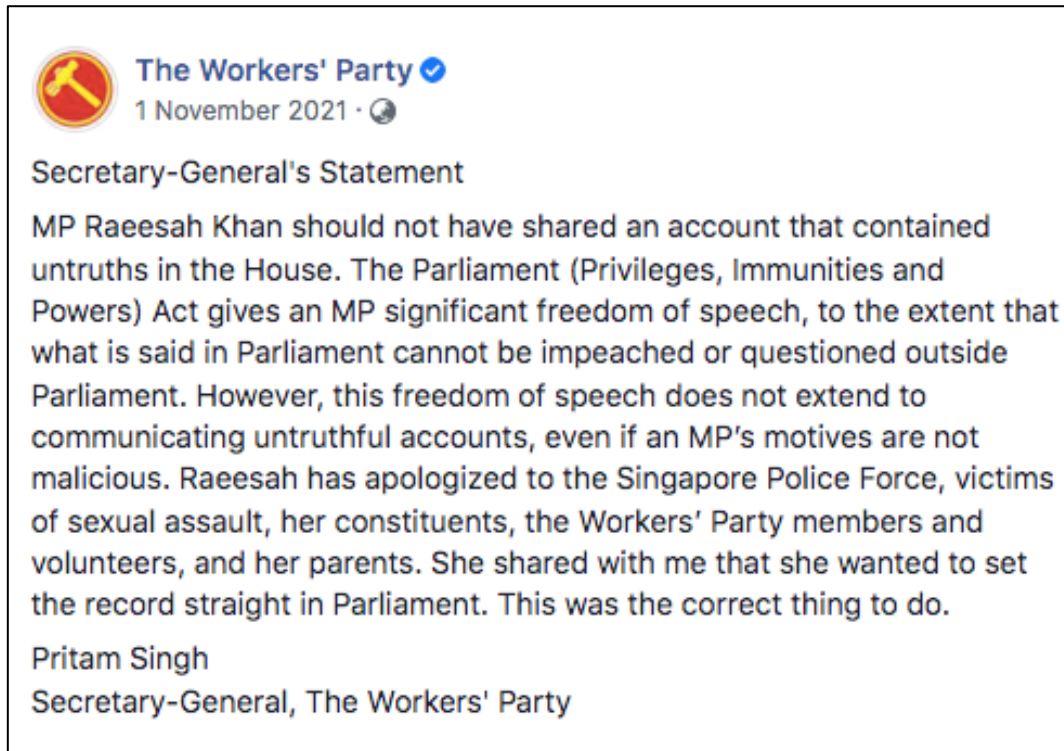 The Workers' Party
1 November 2021 ·
Secretary-General's Statement
MP Raeesah Khan should not have shared an account that contained
untruths in the House. The Parliament (Privileges, Immunities and
Powers) Act gives an MP significant freedom of speech, to the extent that
what is said in Parliament cannot be impeached or questioned outside
Parliament. However, this freedom of speech does not extend to
communicating untruthful accounts, even if an MP’s motives are not
malicious. Raeesah has apologized to the Singapore Police Force, victims
of sexual assault, her constituents, the Workers’ Party members and
volunteers, and her parents. She shared with me that she wanted to set
the record straight in Parliament. This was the correct thing to do.
Pritam Singh
Secretary-General, The Workers' Party